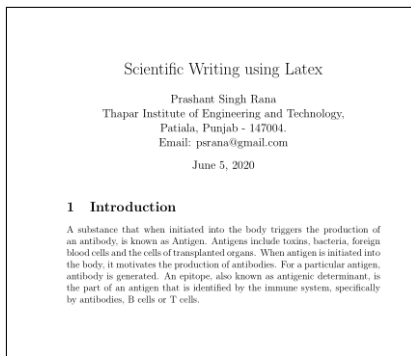 Scientific Writing using Latex
Prashant Singh Rana
Thapar Institute of Engineering and Technology,
Patiala, Punjab - 147004.
Email: psrana@gmail.com
June 5, 2020
1 Introduction
A substance that when initiated into the body triggers the production of
an antibody, is known as Antigen. Antigens include toxins, bacteria, foreign
blood cells and the cells of transplanted organs. When antigen is initiated into
the body, it motivates the production of antibodies. For a particular antigen,
antibody is generated. An epitope, also known as antigenic determinant, is
the part of an antigen that is identified by the immune system, specifically
by antibodies, B cells or T cells.